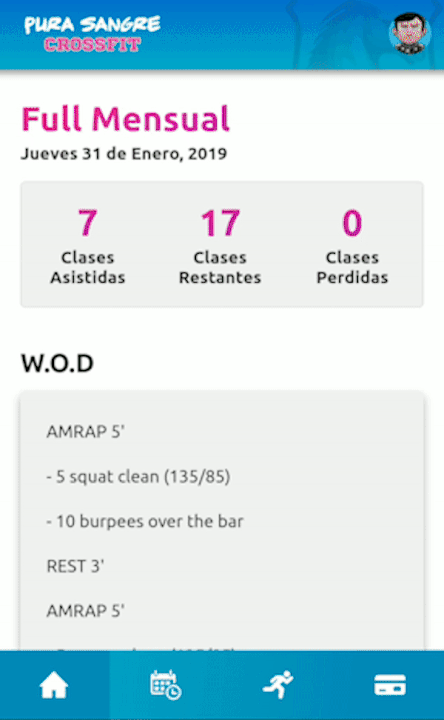 PURA SANGRE
CROSSFIT
Full Mensual
Jueves 31 de Enero, 2019
7 17 0
Clases Clases Clases
Asistidas Restantes Perdidas
W.O.D
AMRAP 5'
- 5 squat clean (135/85)
- 10 burpees over the bar
REST 3'
AMRAP 5'